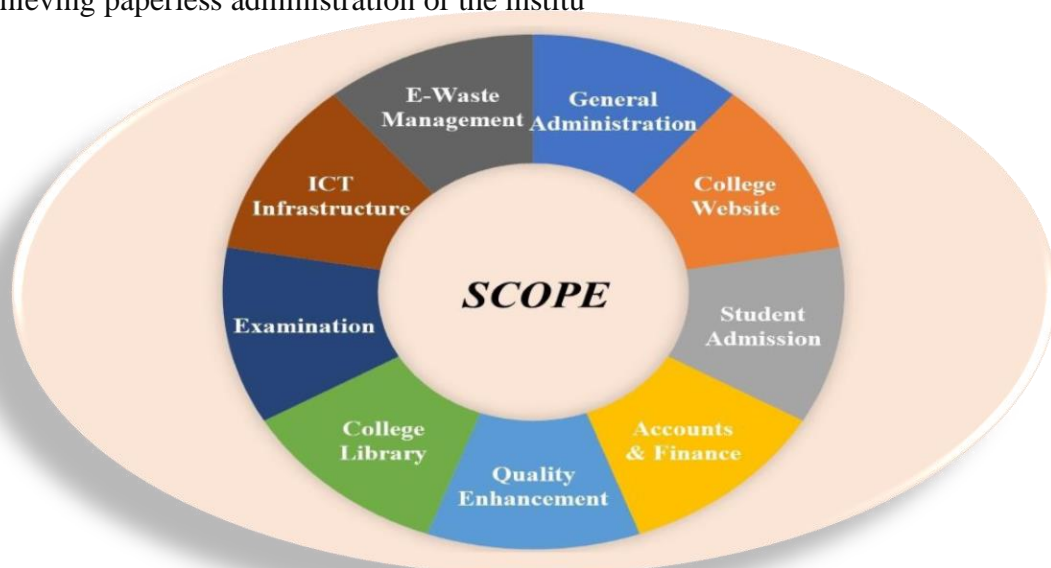 paperless administration of the institu
E-Waste
Management
General
Administration
College
Website
Student
Admission
Accounts
& Finance
Quality
Enhancement
College
Library
Examination
ICT
Infrastructure
SCOPE